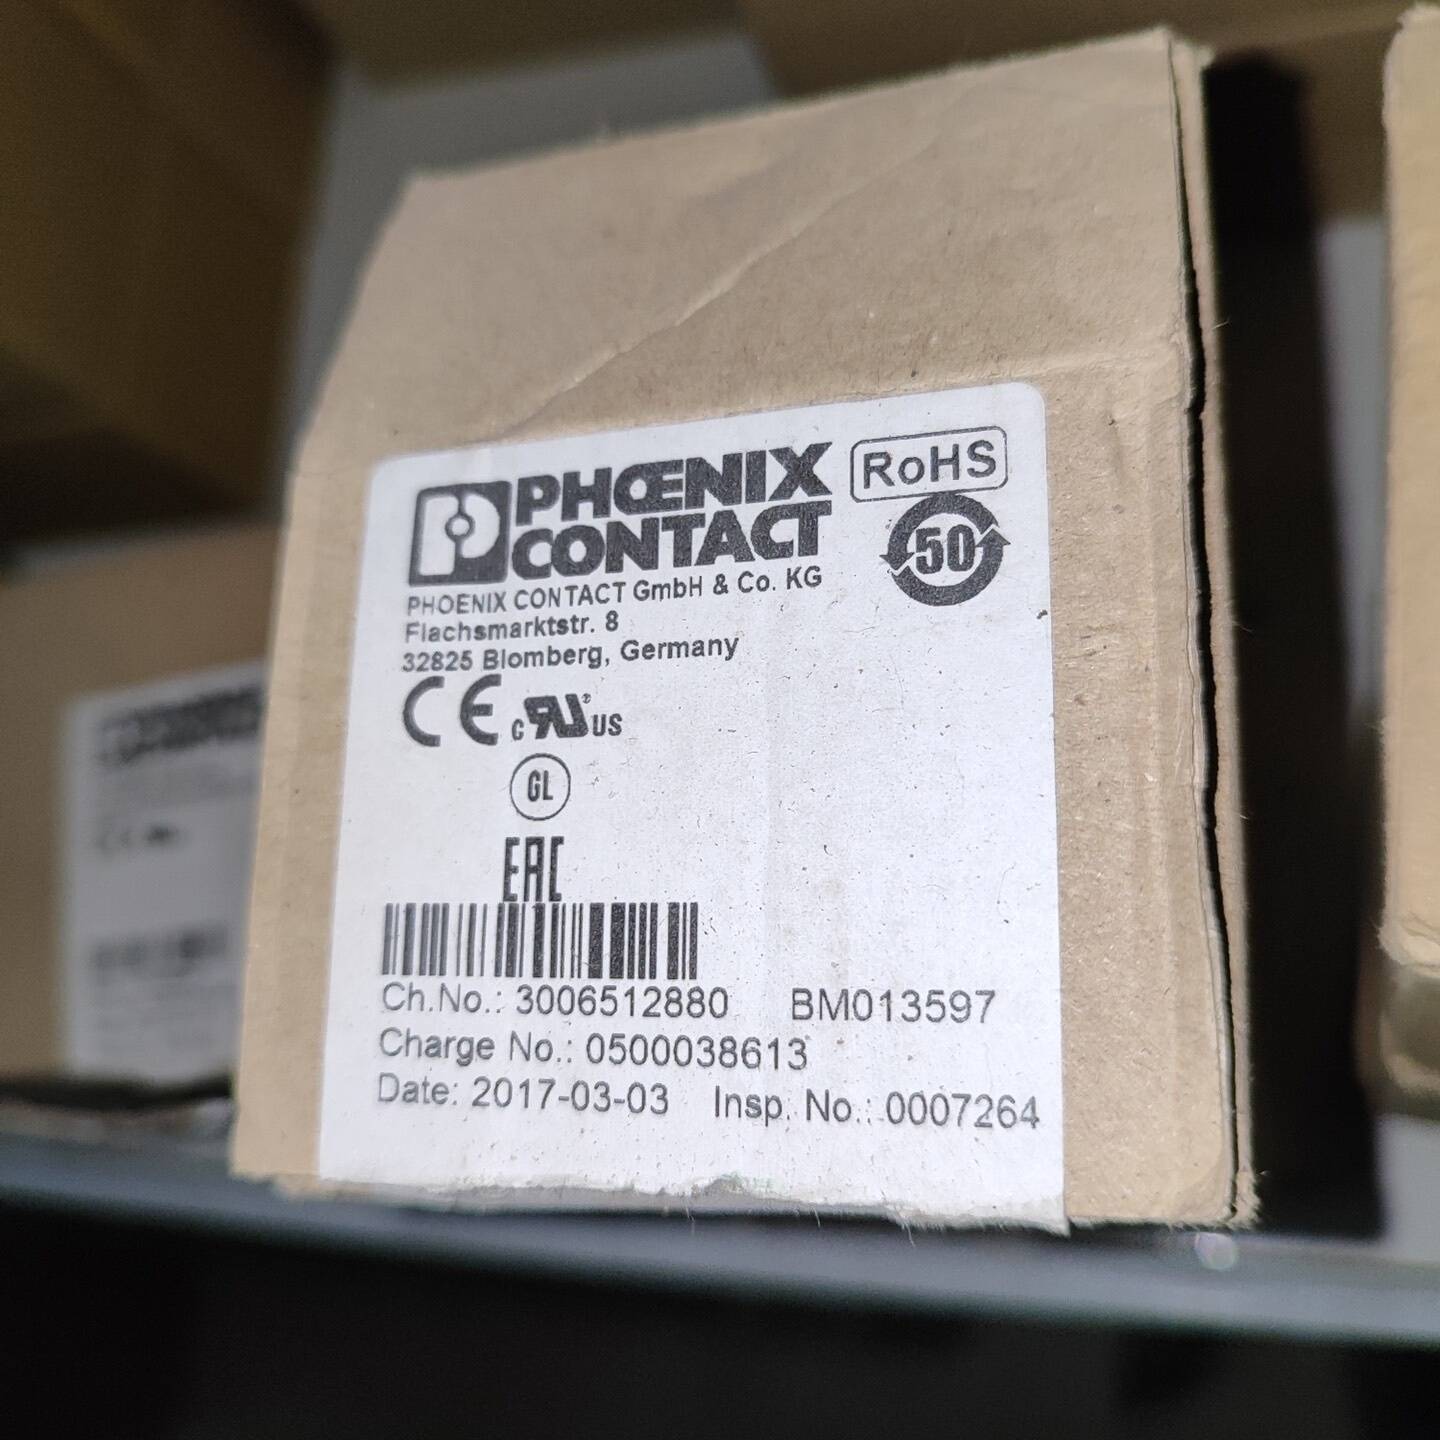 PHŒNIX
CONTACT
RoHS
50
PHOENIX CONTACT GmbH & Co. KG
Flachsmarktstr. 8
32825 Blomberg, Germany
CE c RU US
GL
EAC
Ch.No.: 3006512880 BM013597
Charge No.: 0500038613
Date: 2017-03-03 Insp. No.: 0007264